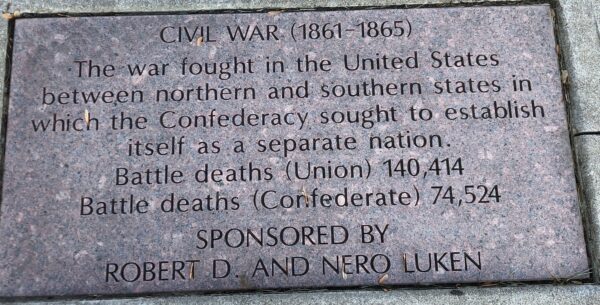 CIVIL WAR (1861-1865)
The war fought in the United States
between northern and southern states in
which the Confederacy sought to establish
itself as a separate nation.
Battle deaths (Union) 140,414
Battle deaths (Confederate) 74,524
SPONSORED BY
ROBERT D. AND NERO LUKEN